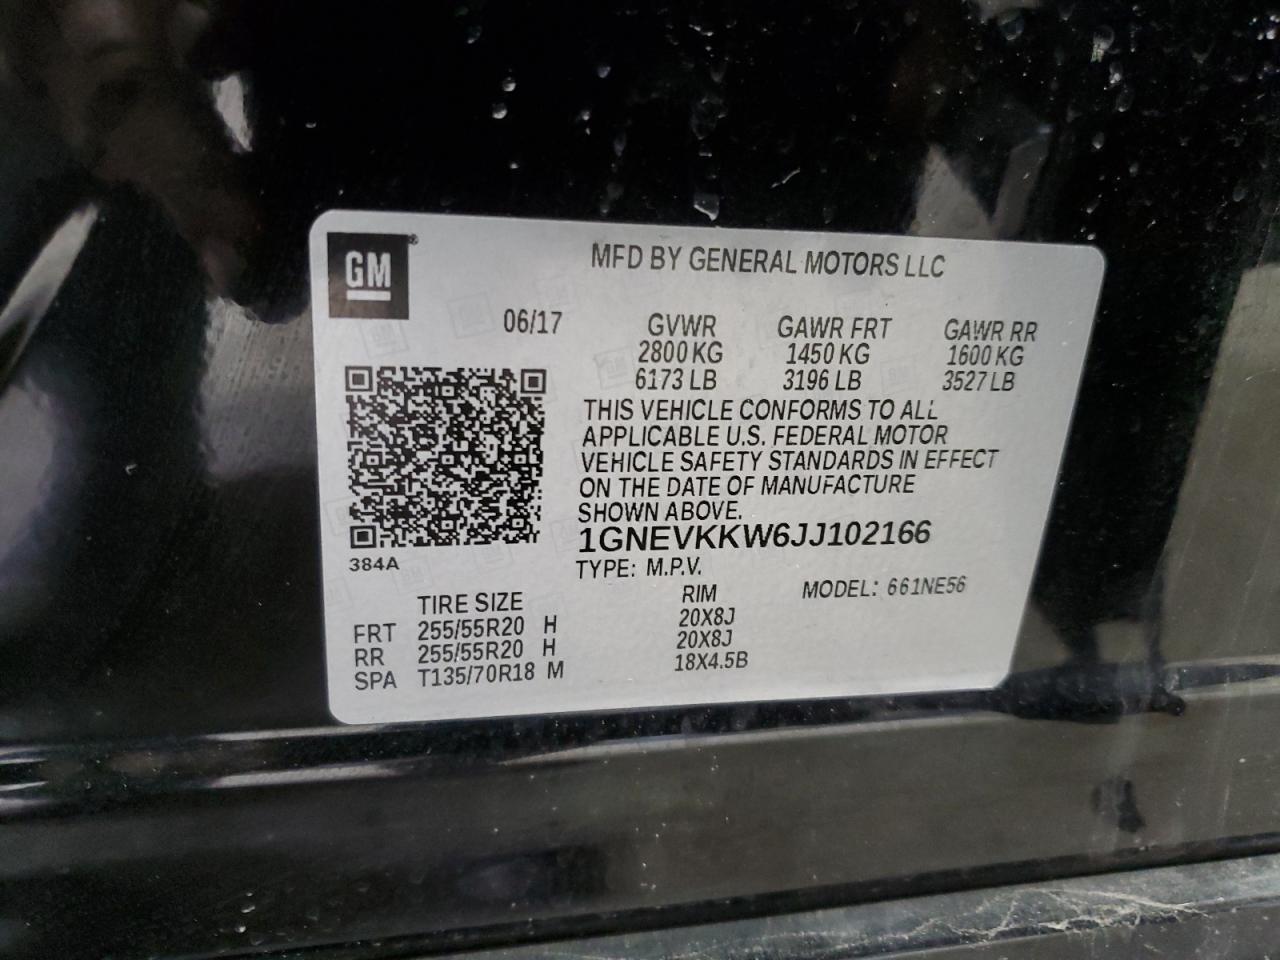 GM®
MFD BY GENERAL MOTORS LLC
06/17 GVWR GAWR FRT GAWR RR
2800 KG 1450 KG 1600 KG
6173 LB 3196 LB 3527 LB
THIS VEHICLE CONFORMS TO ALL
APPLICABLE U.S. FEDERAL MOTOR
VEHICLE SAFETY STANDARDS IN EFFECT
ON THE DATE OF MANUFACTURE
SHOWN ABOVE.
1GNEVKKW6JJ102166
384A
TYPE: M.P.V.
MODEL: 661NE56
TIRE SIZE RIM
FRT 255/55R20 H 20X8J
RR 255/55R20 H 20X8J
SPA T135/70R18 M 18X4.5B